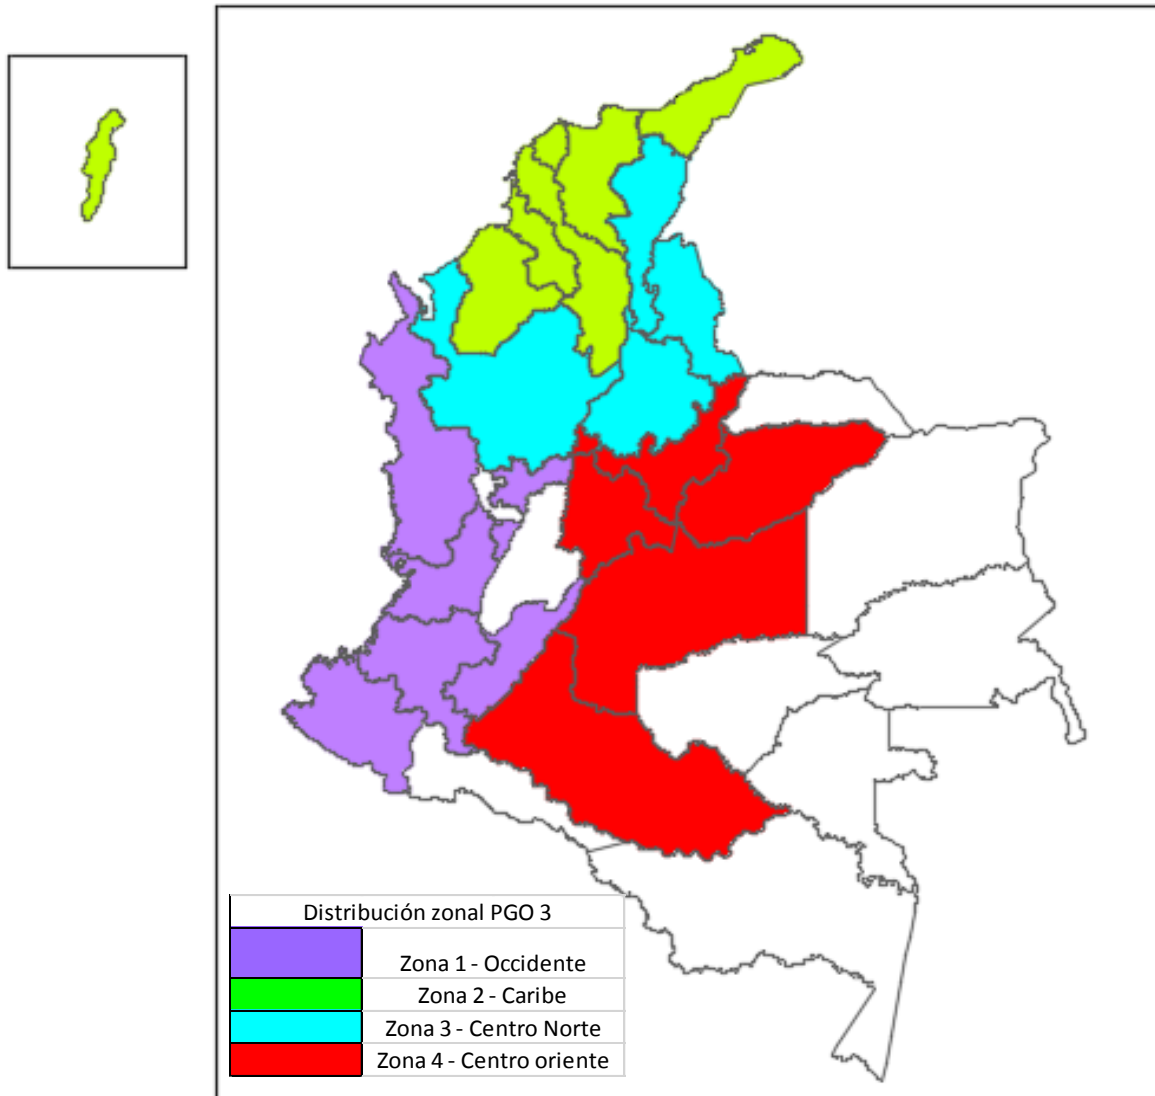 Distribución zonal PGO 3
Zona 1 - Occidente
Zona 2 - Caribe
Zona 3 - Centro Norte
Zona 4 - Centro oriente